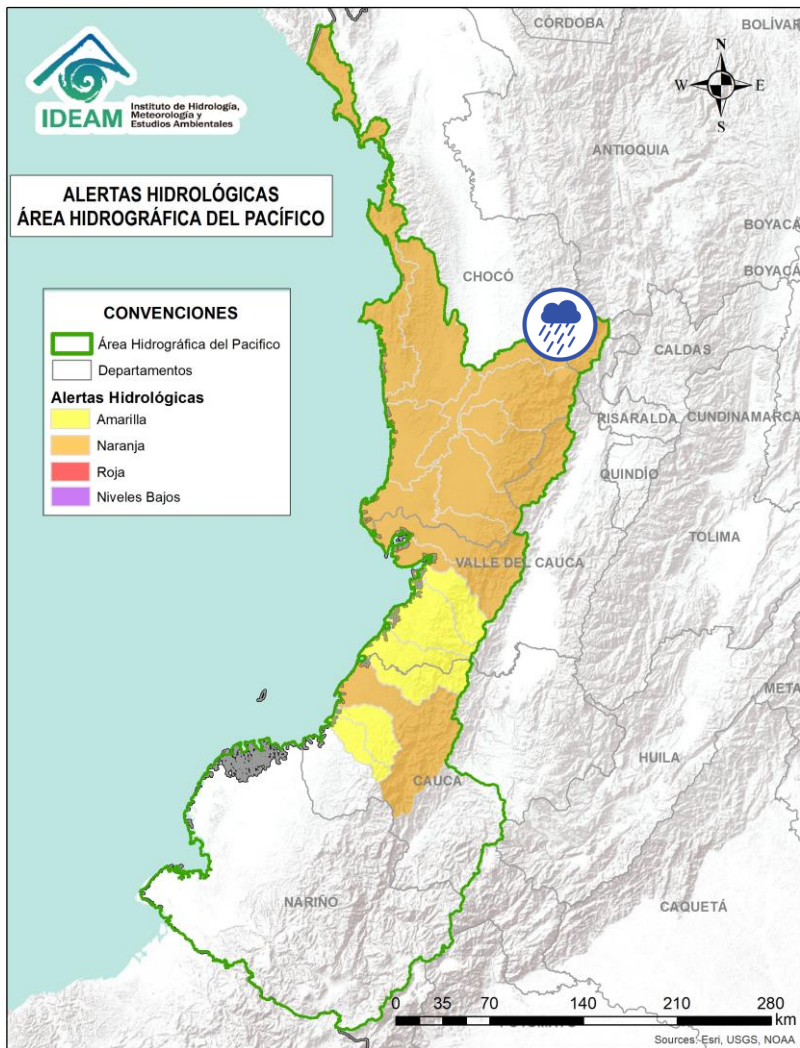 CÓRDOBA
BOLÍVAR
N
W
E
S
IDEAM
Instituto de Hidrología,
Meteorología y
Estudios Ambientales
ANTIOQUIA
ALERTAS HIDROLÓGICAS
ÁREA HIDROGRÁFICA DEL PACÍFICO
BOYACÁ
BOYACÁ
CHOCÓ
CONVENCIONES
Área Hidrográfica del Pacifico
Departamentos
Alertas Hidrológicas
Amarilla
Naranja
Roja
Niveles Bajos
CALDAS
RISARALDA
CUNDINAMARCA
QUINDÍO
TOLIMA
VALLE DEL CAUCA
META
HUILA
CAUCA
NARIÑO
CAQUETÁ
0 35 70 140 210 280
km
Sources: Esri, USGS, NOAA